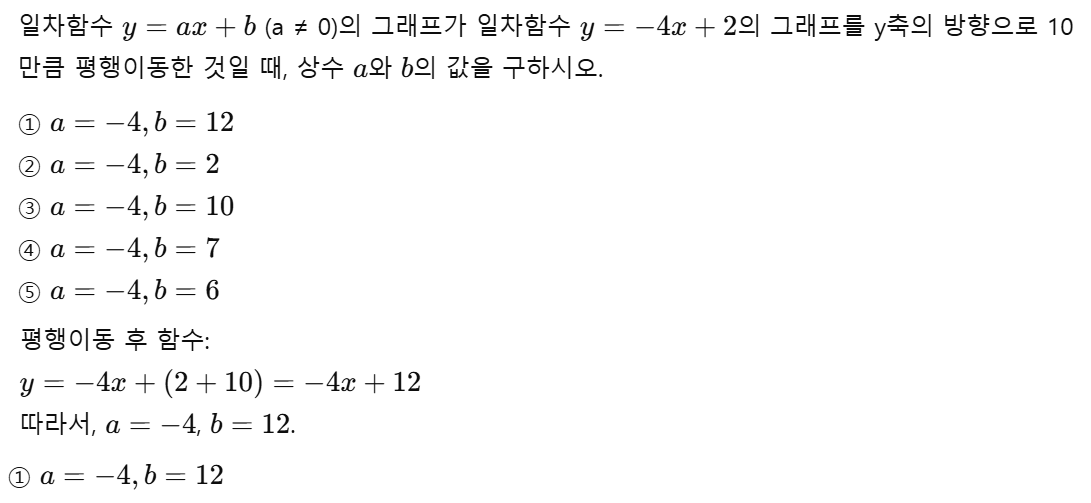 일차함수 y = ax + b (a ≠ 0)의 그래프가 일차함수 y = −4x + 2의 그래프를 y축의 방향으로 10
만큼 평행이동한 것일 때, 상수 a와 b의 값을 구하시오.
① a = −4, b = 12
② a = −4, b = 2
③ a = −4, b = 10
④ a = −4, b = 7
⑤ a = −4, b = 6
평행이동 후 함수:
y = −4x + (2 + 10) = −4x + 12
따라서, a = −4, b = 12.
① a = −4, b = 12